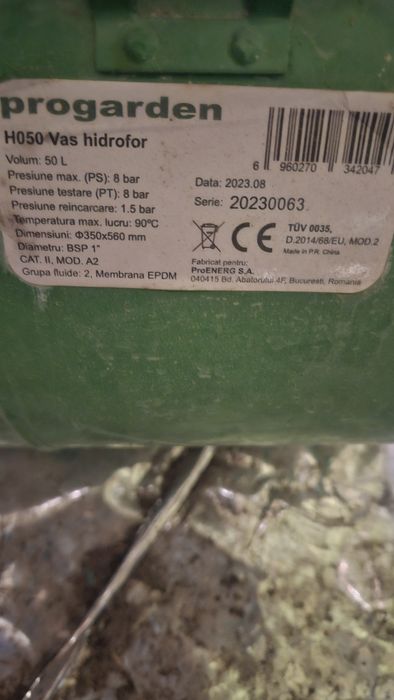 progarden
H050 Vas hidrofor
Volum: 50 L
Presiune max. (PS): 8 bar
Presiune testare (PT): 8 bar
Presiune reincarcare: 1.5 bar
Temperatura max. lucru: 90ºC
Dimensiuni: Φ350x560 mm
Diametru: BSP 1"
CAT. II, MOD. A2
Grupa fluide: 2, Membrana EPDM
6 960270 342047
Data: 2023.08
Serie: 20230063
CE
TÜV 0035,
D.2014/68/EU, MOD.2
Made in P.R. China
Fabricat pentru:
ProENERG S.A.
040415 Bd. Abatorului 4F, Bucuresti, Romania